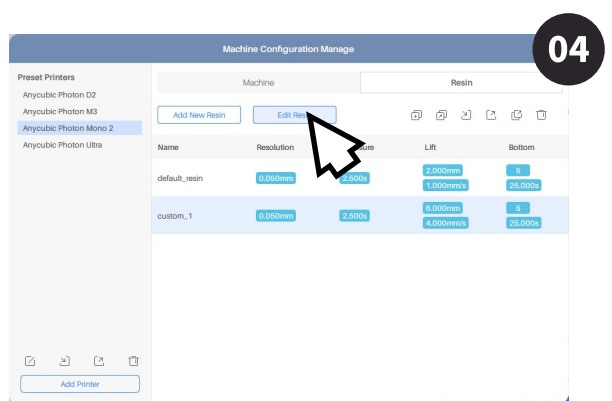 04
Machine Configuration Manage
Preset Printers
Anycubic Photon D2
Anycubic Photon M3
Anycubic Photon Mono 2
Anycubic Photon Ultra
Machine Resin
Add New Resin Edit
Name Resolution Lift Bottom
default_resin 0.050mm 2.500s 2.000mm 5
1.000mm/s 25.000s
custom_1 0.050mm 2.500s 6.000mm 5
4.000mm/s 25.000s
Add Printer